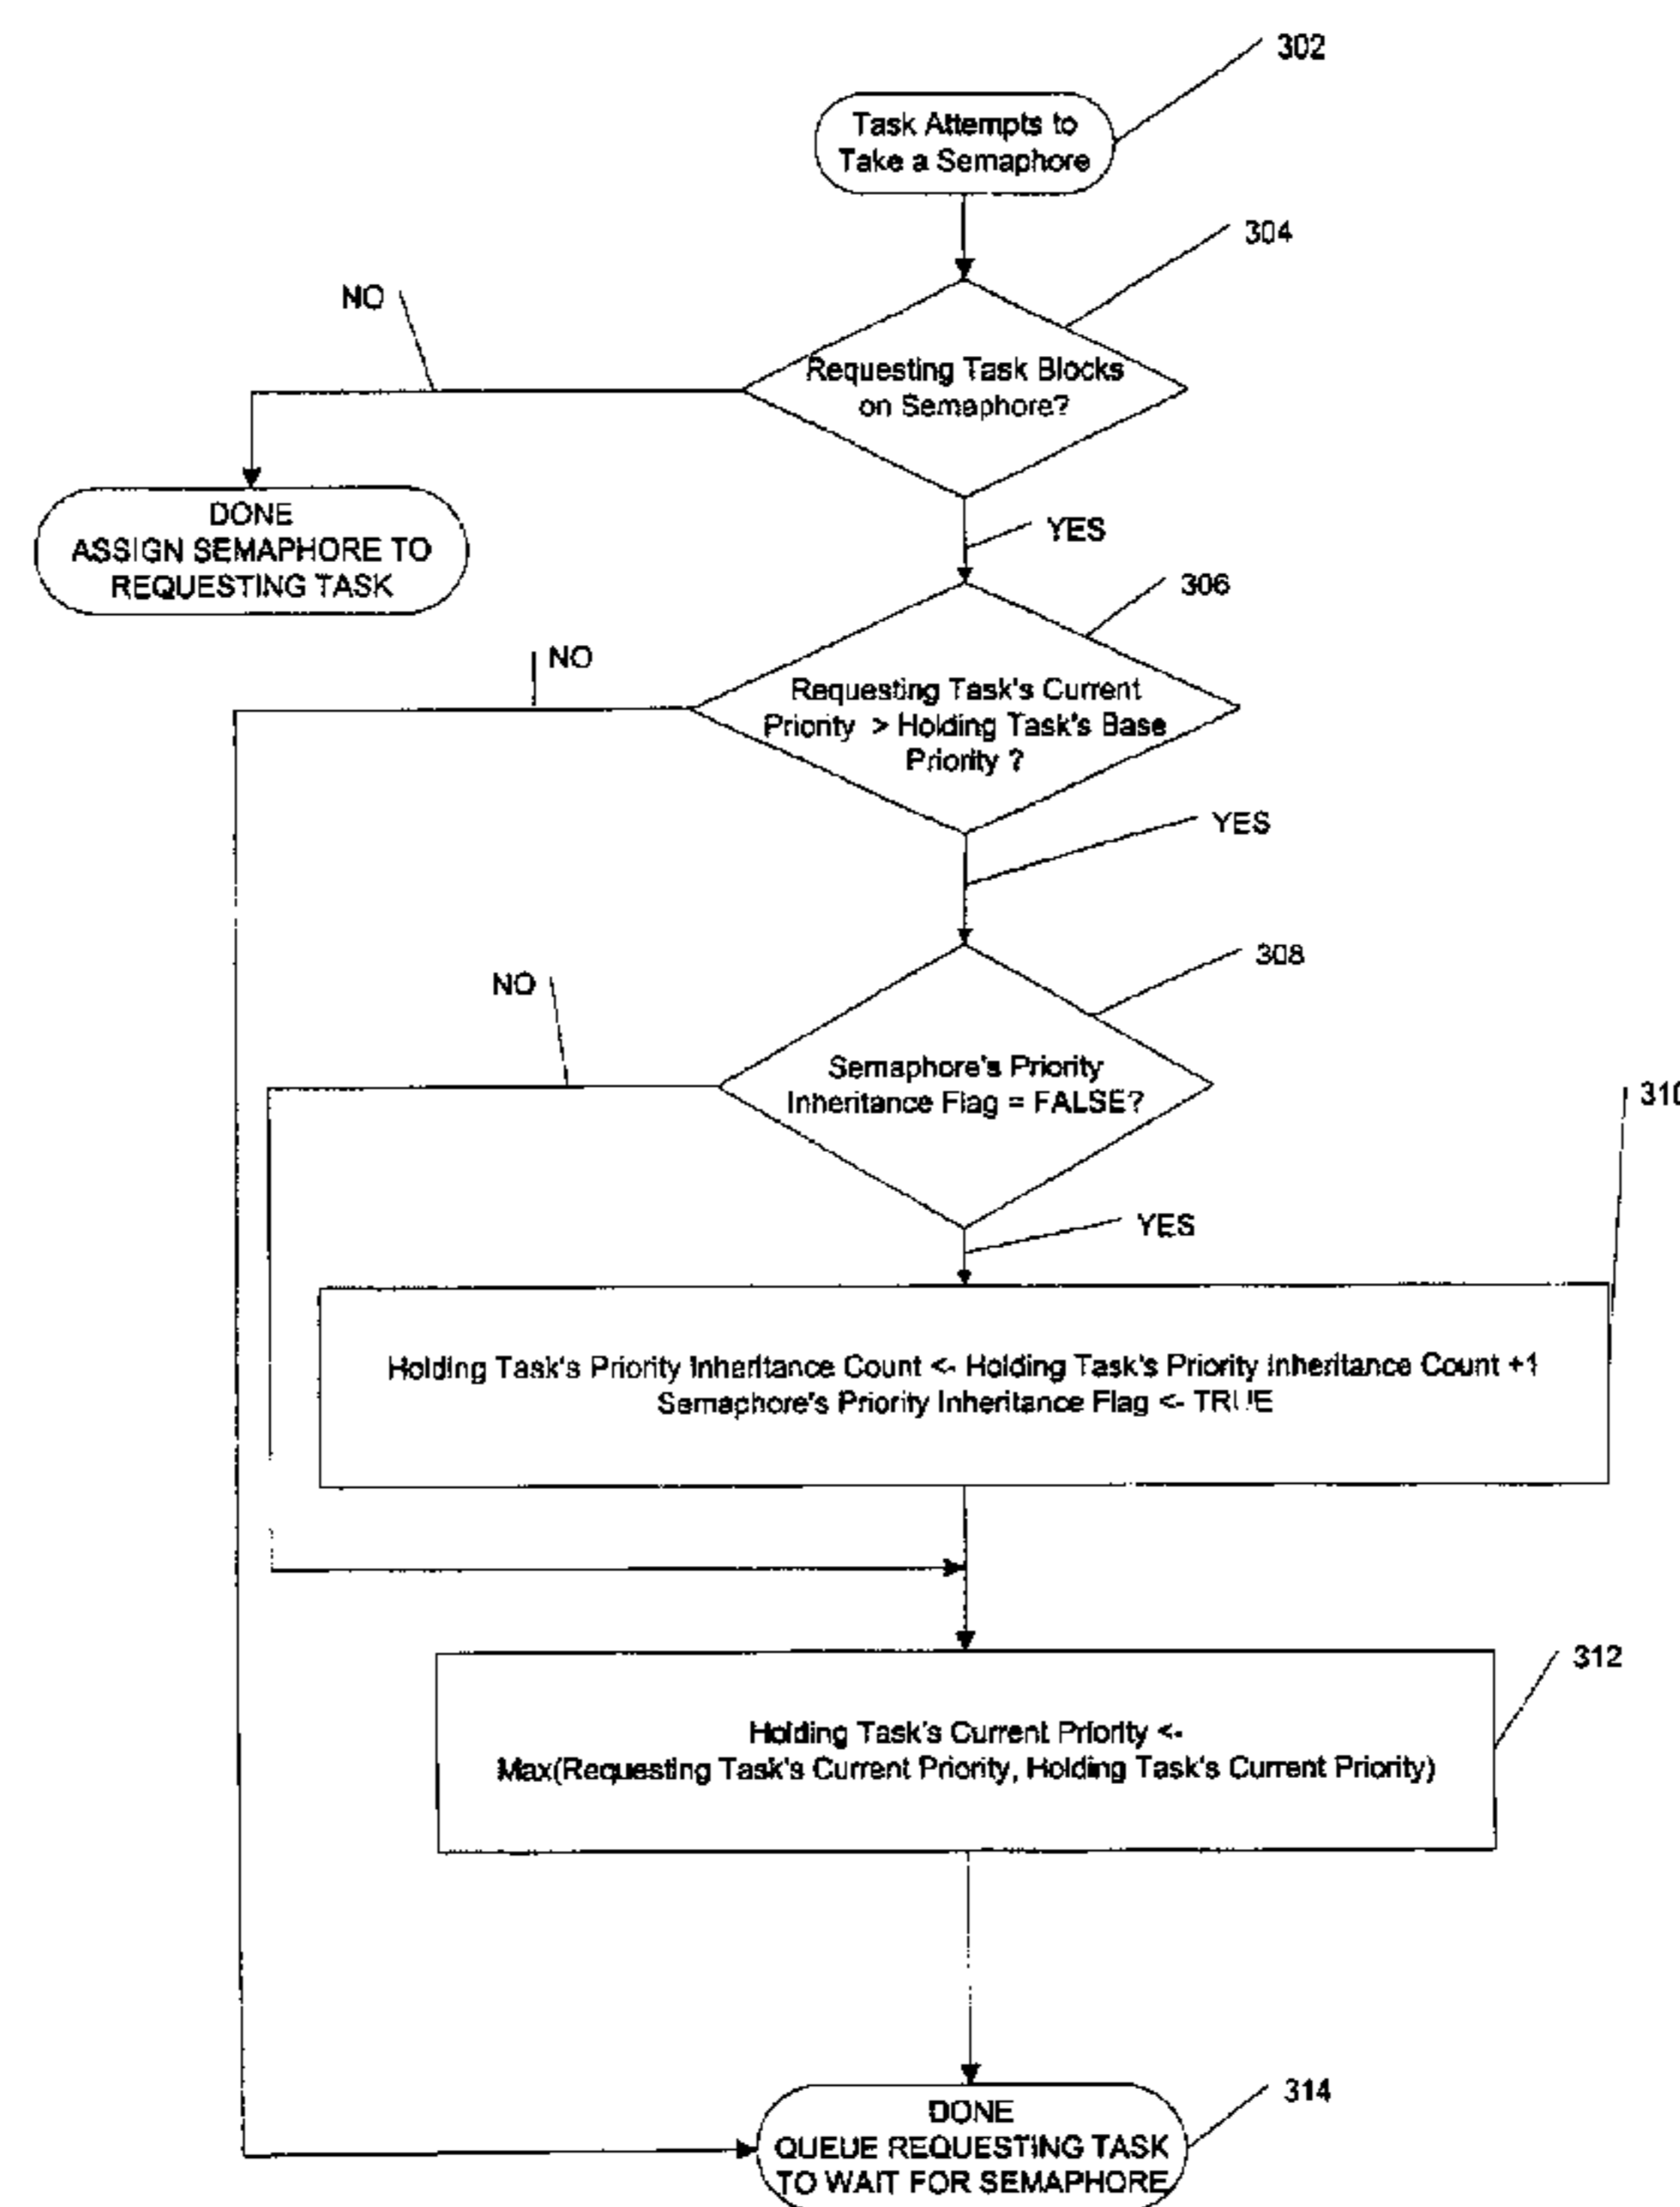 302
Task Attempts to
Take a Semaphore
304
NO
Requesting Task Blocks
on Semaphore?
DONE
ASSIGN SEMAPHORE TO
REQUESTING TASK
YES
306
NO
Requesting Task's Current
Priority > Holding Task's Base
Priority ?
YES
308
NO
Semaphore's Priority
Inheritance Flag = FALSE?
310
YES
Holding Task's Priority Inheritance Count <- Holding Task's Priority Inheritance Count +1
Semaphore's Priority Inheritance Flag <- TRUE
312
Holding Task's Current Priority <-
Max(Requesting Task's Current Priority, Holding Task's Current Priority)
314
DONE
QUEUE REQUESTING TASK
TO WAIT FOR SEMAPHORE